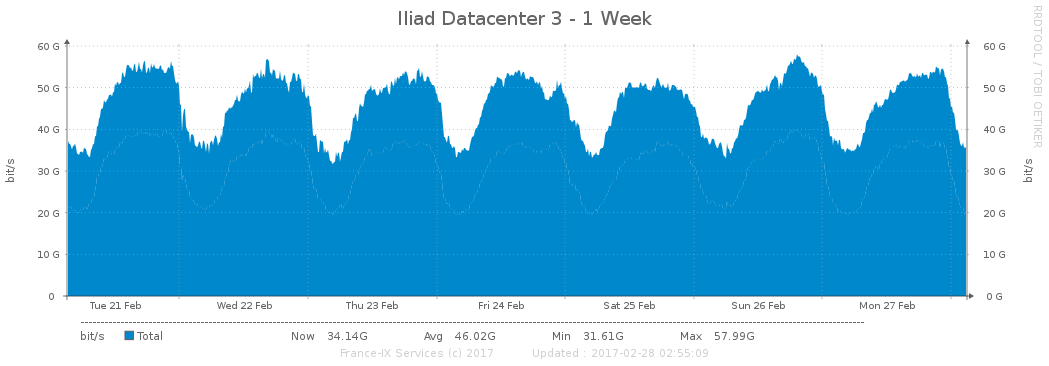 Iliad Datacenter 3 - 1 Week
RRDTOOL / TOBI OETIKER
60 G 60 G
50 G 50 G
40 G 40 G
30 G 30 G
20 G 20 G
10 G 10 G
0 0 G
bit/s bit/s
Tue 21 Feb Wed 22 Feb Thu 23 Feb Fri 24 Feb Sat 25 Feb Sun 26 Feb Mon 27 Feb
bit/s Total Now 34.14G Avg 46.02G Min 31.61G Max 57.99G
France-IX Services (c) 2017 Updated : 2017-02-28 02:55:09